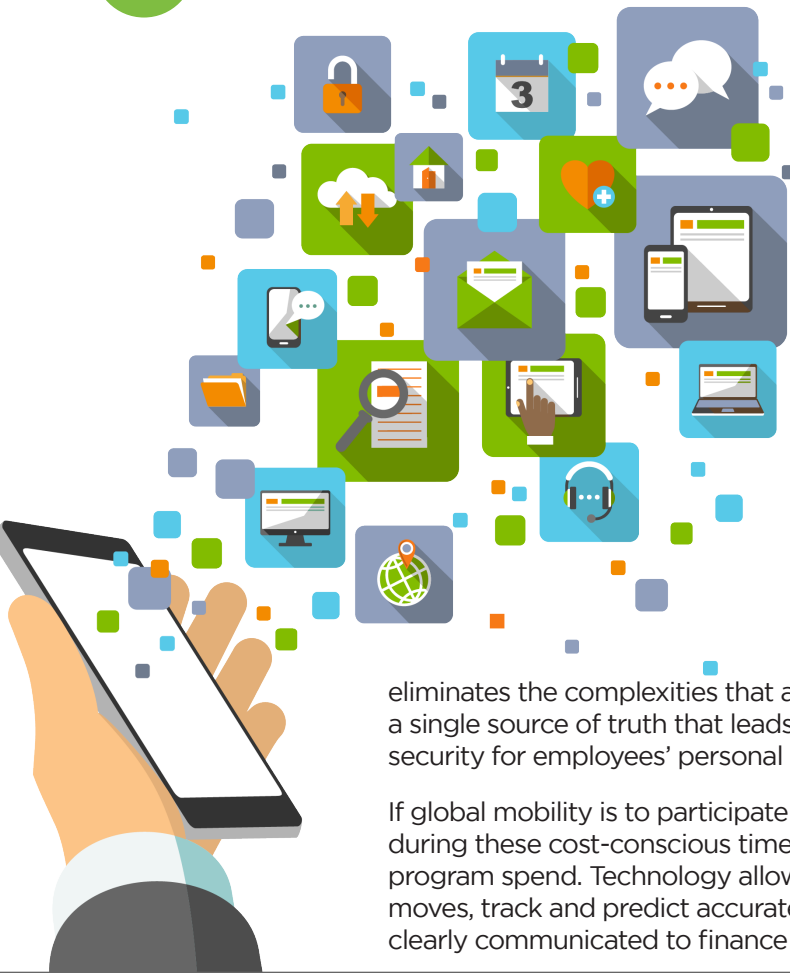 3
eliminates the complexities that a
a single source of truth that leads
security for employees’ personal
If global mobility is to participate
during these cost-conscious time
program spend. Technology allow
moves, track and predict accurate
clearly communicated to finance